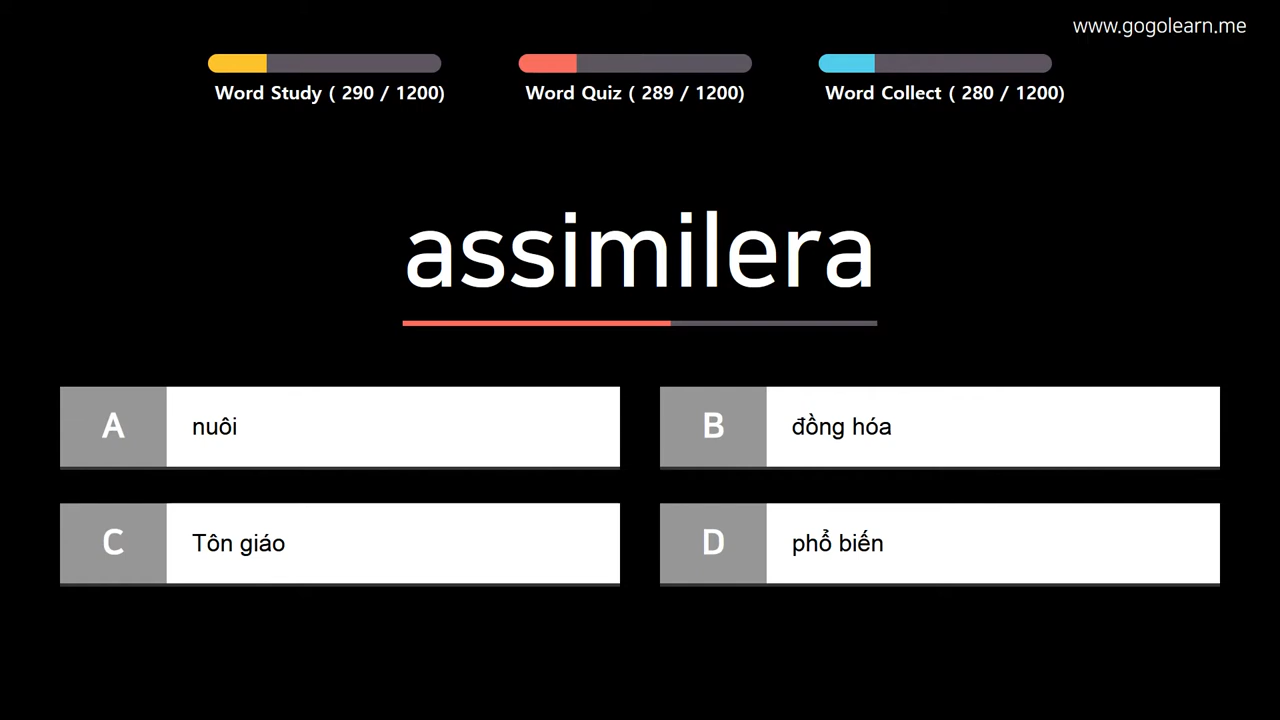 www.gogolearn.me
Word Study ( 290 / 1200)
Word Quiz ( 289 / 1200)
Word Collect ( 280 / 1200)
assimilera
A nuôi
B đồng hóa
C Tôn giáo
D phổ biến